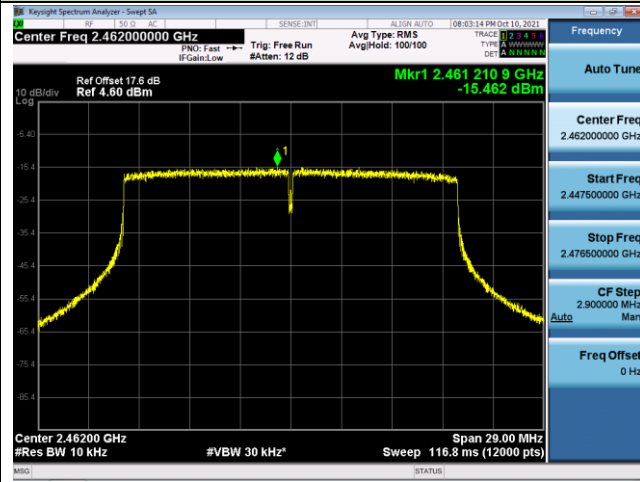 Keysight Spectrum Analyzer - Swept SA
RF 50 Ω AC SENSE:INT ALIGN AUTO 08:03:14 PM Oct 10, 2021
Center Freq 2.462000000 GHz
PNO: Fast
IFGain:Low
Trig: Free Run
#Atten: 12 dB
Avg Type: RMS
Avg|Hold: 100/100
TRACE 1 2 3 4 5 6
TYPE A WWWWW
DET A NNNNN
Mkr1 2.461 210 9 GHz
-15.462 dBm
Ref Offset 17.6 dB
10 dB/div Ref 4.60 dBm
Log
1
-5.40
-15.4
-25.4
-35.4
-45.4
-55.4
-65.4
-75.4
-85.4
Center 2.46200 GHz Span 29.00 MHz
#Res BW 10 kHz #VBW 30 kHz* Sweep 116.8 ms (12000 pts)
MSG STATUS
Frequency
Auto Tune
Center Freq
2.462000000 GHz
Start Freq
2.447500000 GHz
Stop Freq
2.476500000 GHz
CF Step
2.900000 MHz
Auto Man
Freq Offset
0 Hz